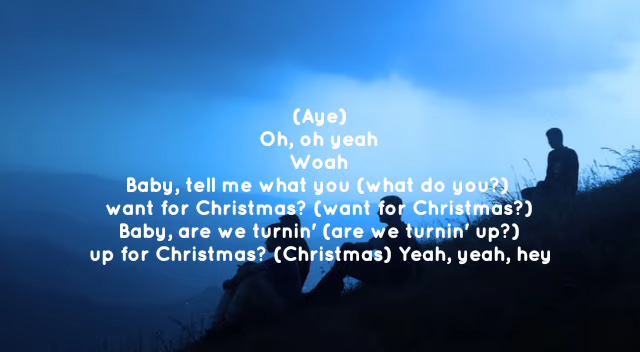 (Aye)
Oh, oh yeah
Woah
Baby, tell me what you (what do you?)
want for Christmas? (want for Christmas?)
Baby, are we turnin' (are we turnin' up?)
up for Christmas? (Christmas) Yeah, yeah, hey